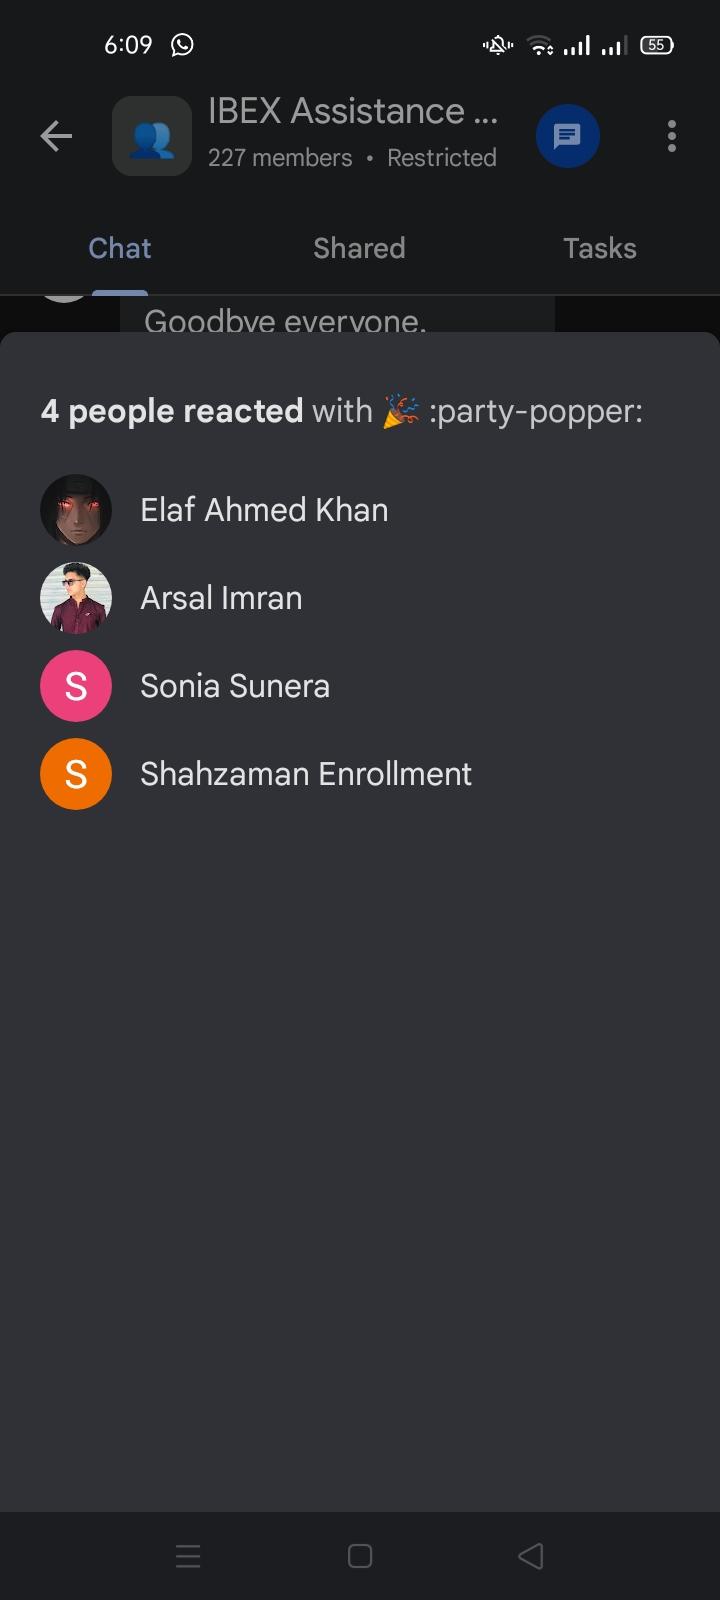 6:09
55
IBEX Assistance ...
227 members • Restricted
Chat
Shared
Tasks
Goodbye everyone.
4 people reacted with 🎉 :party-popper:
Elaf Ahmed Khan
Arsal Imran
S
Sonia Sunera
S
Shahzaman Enrollment